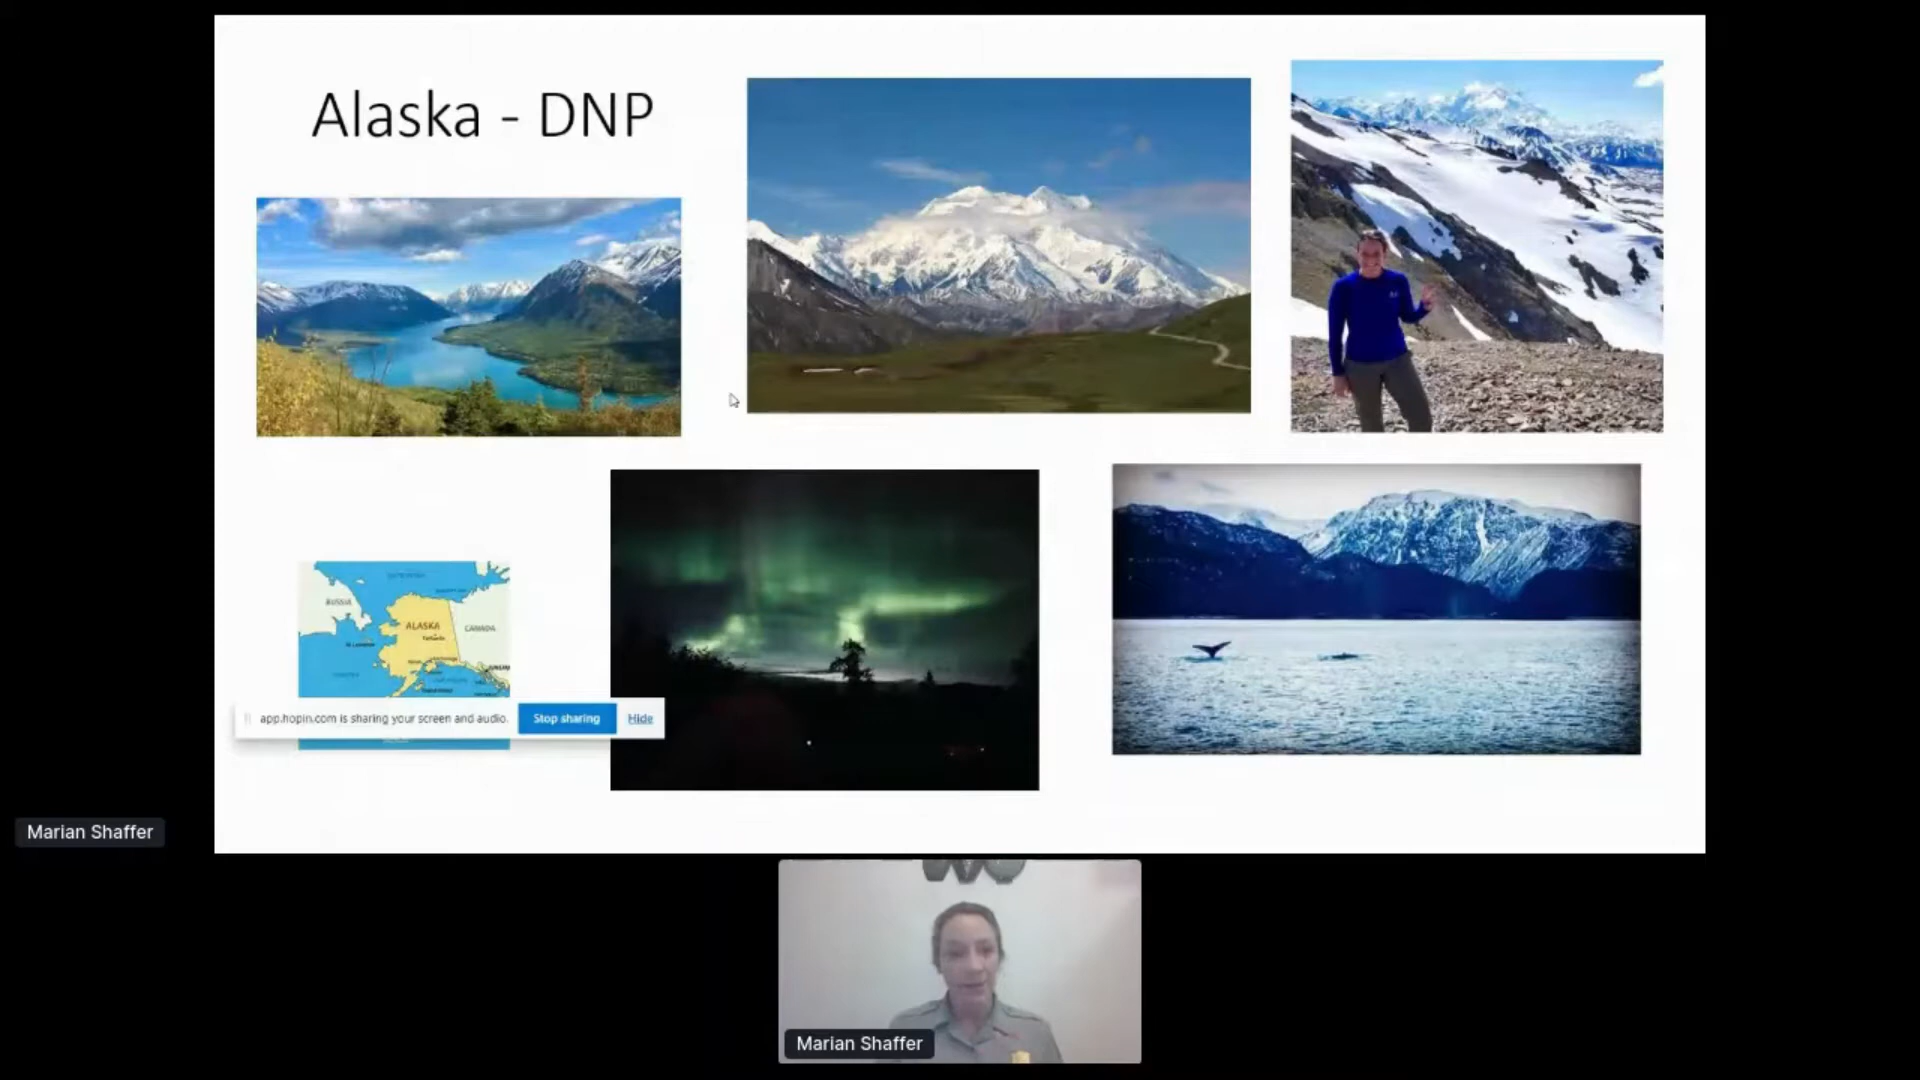 Alaska - DNP
RUSSIA
ALASKA
CANADA
Fairbanks
app.hopin.com is sharing your screen and audio.
Stop sharing
Hide
Marian Shaffer
Marian Shaffer